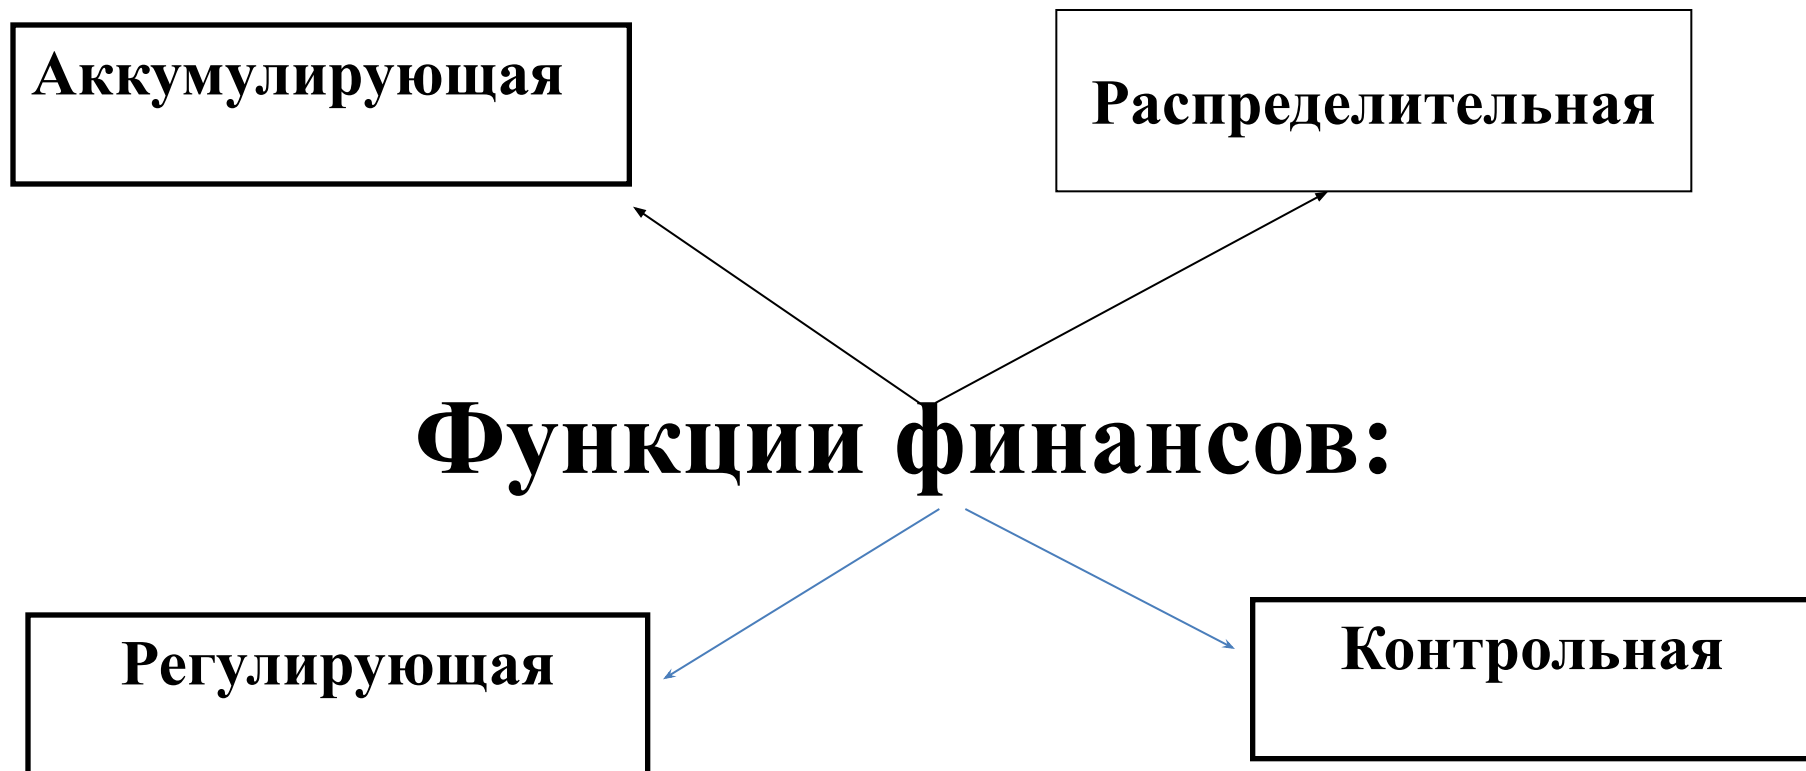 Аккумулирующая
Распределительная
Функции финансов:
Регулирующая
Контрольная